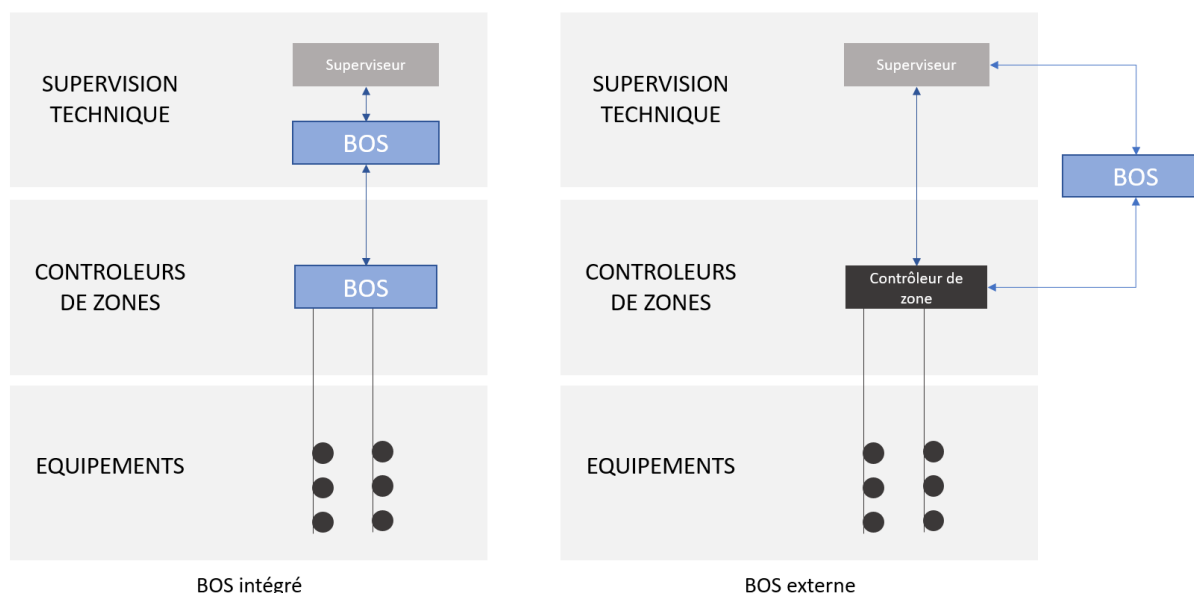 SUPERVISION
TECHNIQUE
Superviseur
BOS
CONTROLEURS
DE ZONES
BOS
EQUIPEMENTS
BOS intégré
SUPERVISION
TECHNIQUE
Superviseur
BOS
CONTROLEURS
DE ZONES
Contrôleur de
zone
EQUIPEMENTS
BOS externe